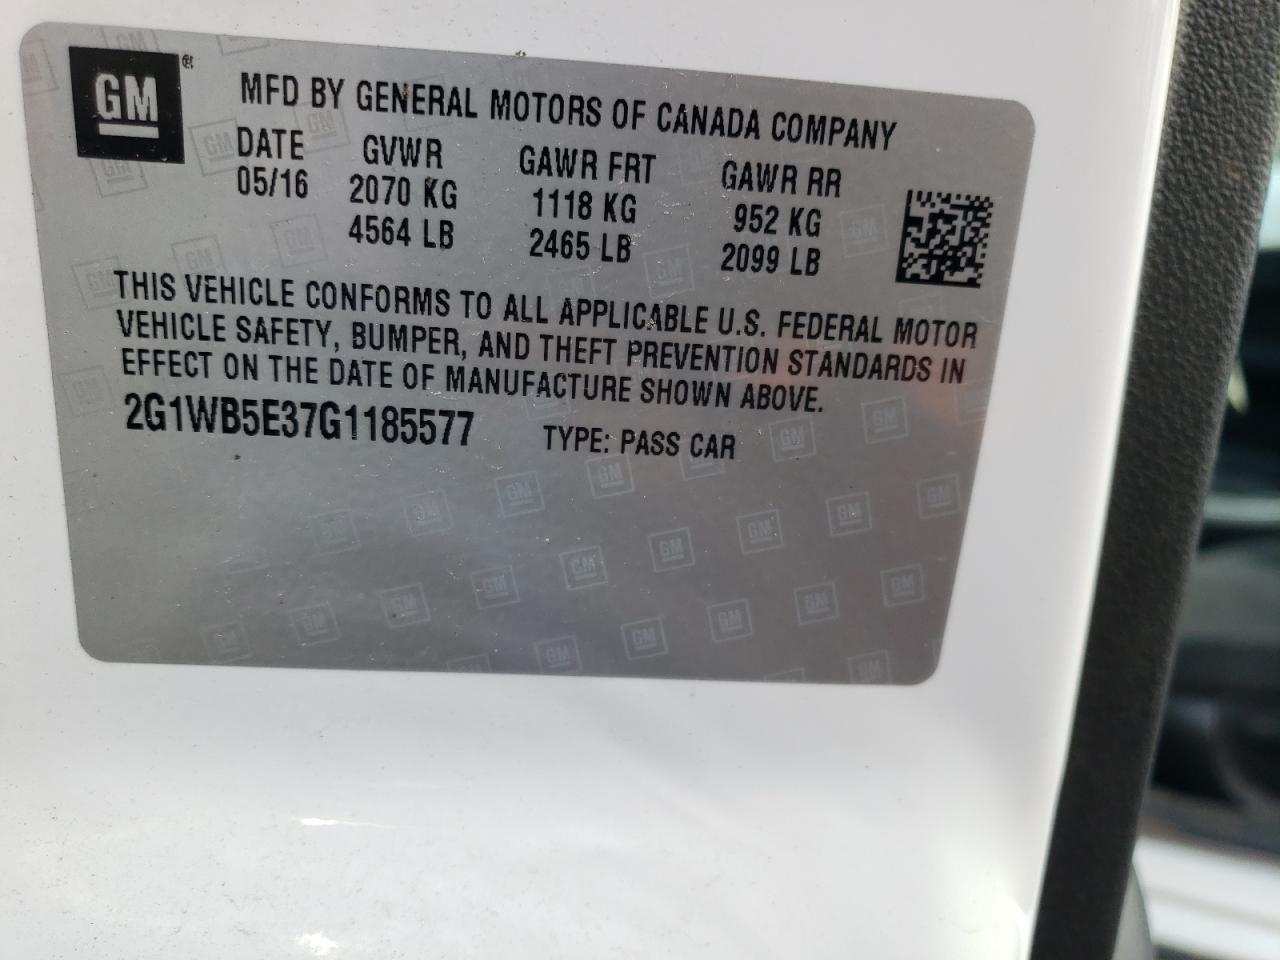 GM ®
MFD BY GENERAL MOTORS OF CANADA COMPANY
DATE GVWR GAWR FRT GAWR RR
05/16 2070 KG 1118 KG 952 KG
4564 LB 2465 LB 2099 LB
THIS VEHICLE CONFORMS TO ALL APPLICABLE U.S. FEDERAL MOTOR
VEHICLE SAFETY, BUMPER, AND THEFT PREVENTION STANDARDS IN
EFFECT ON THE DATE OF MANUFACTURE SHOWN ABOVE.
2G1WB5E37G1185577 TYPE: PASS CAR